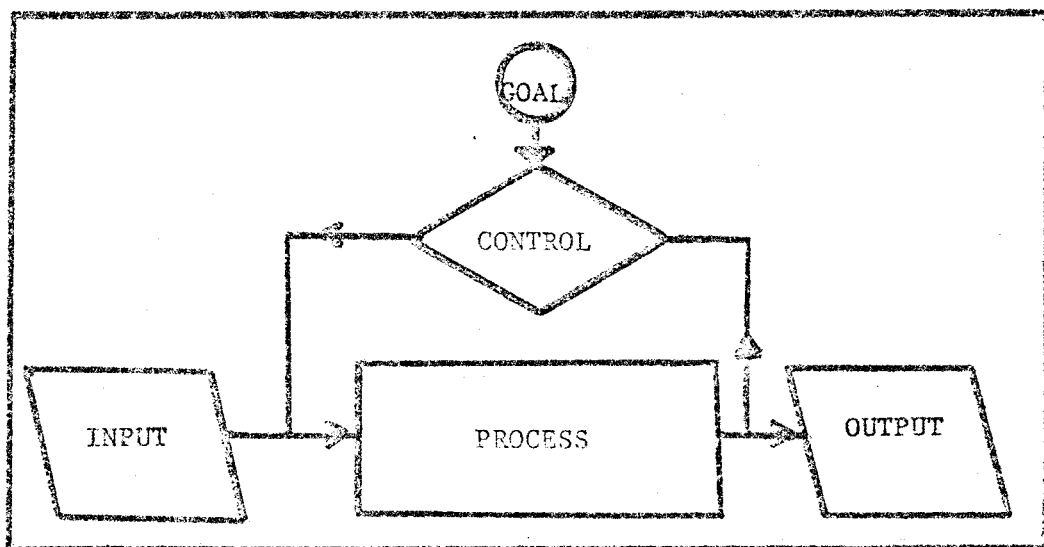 GOAL
CONTROL
INPUT
PROCESS
OUTPUT